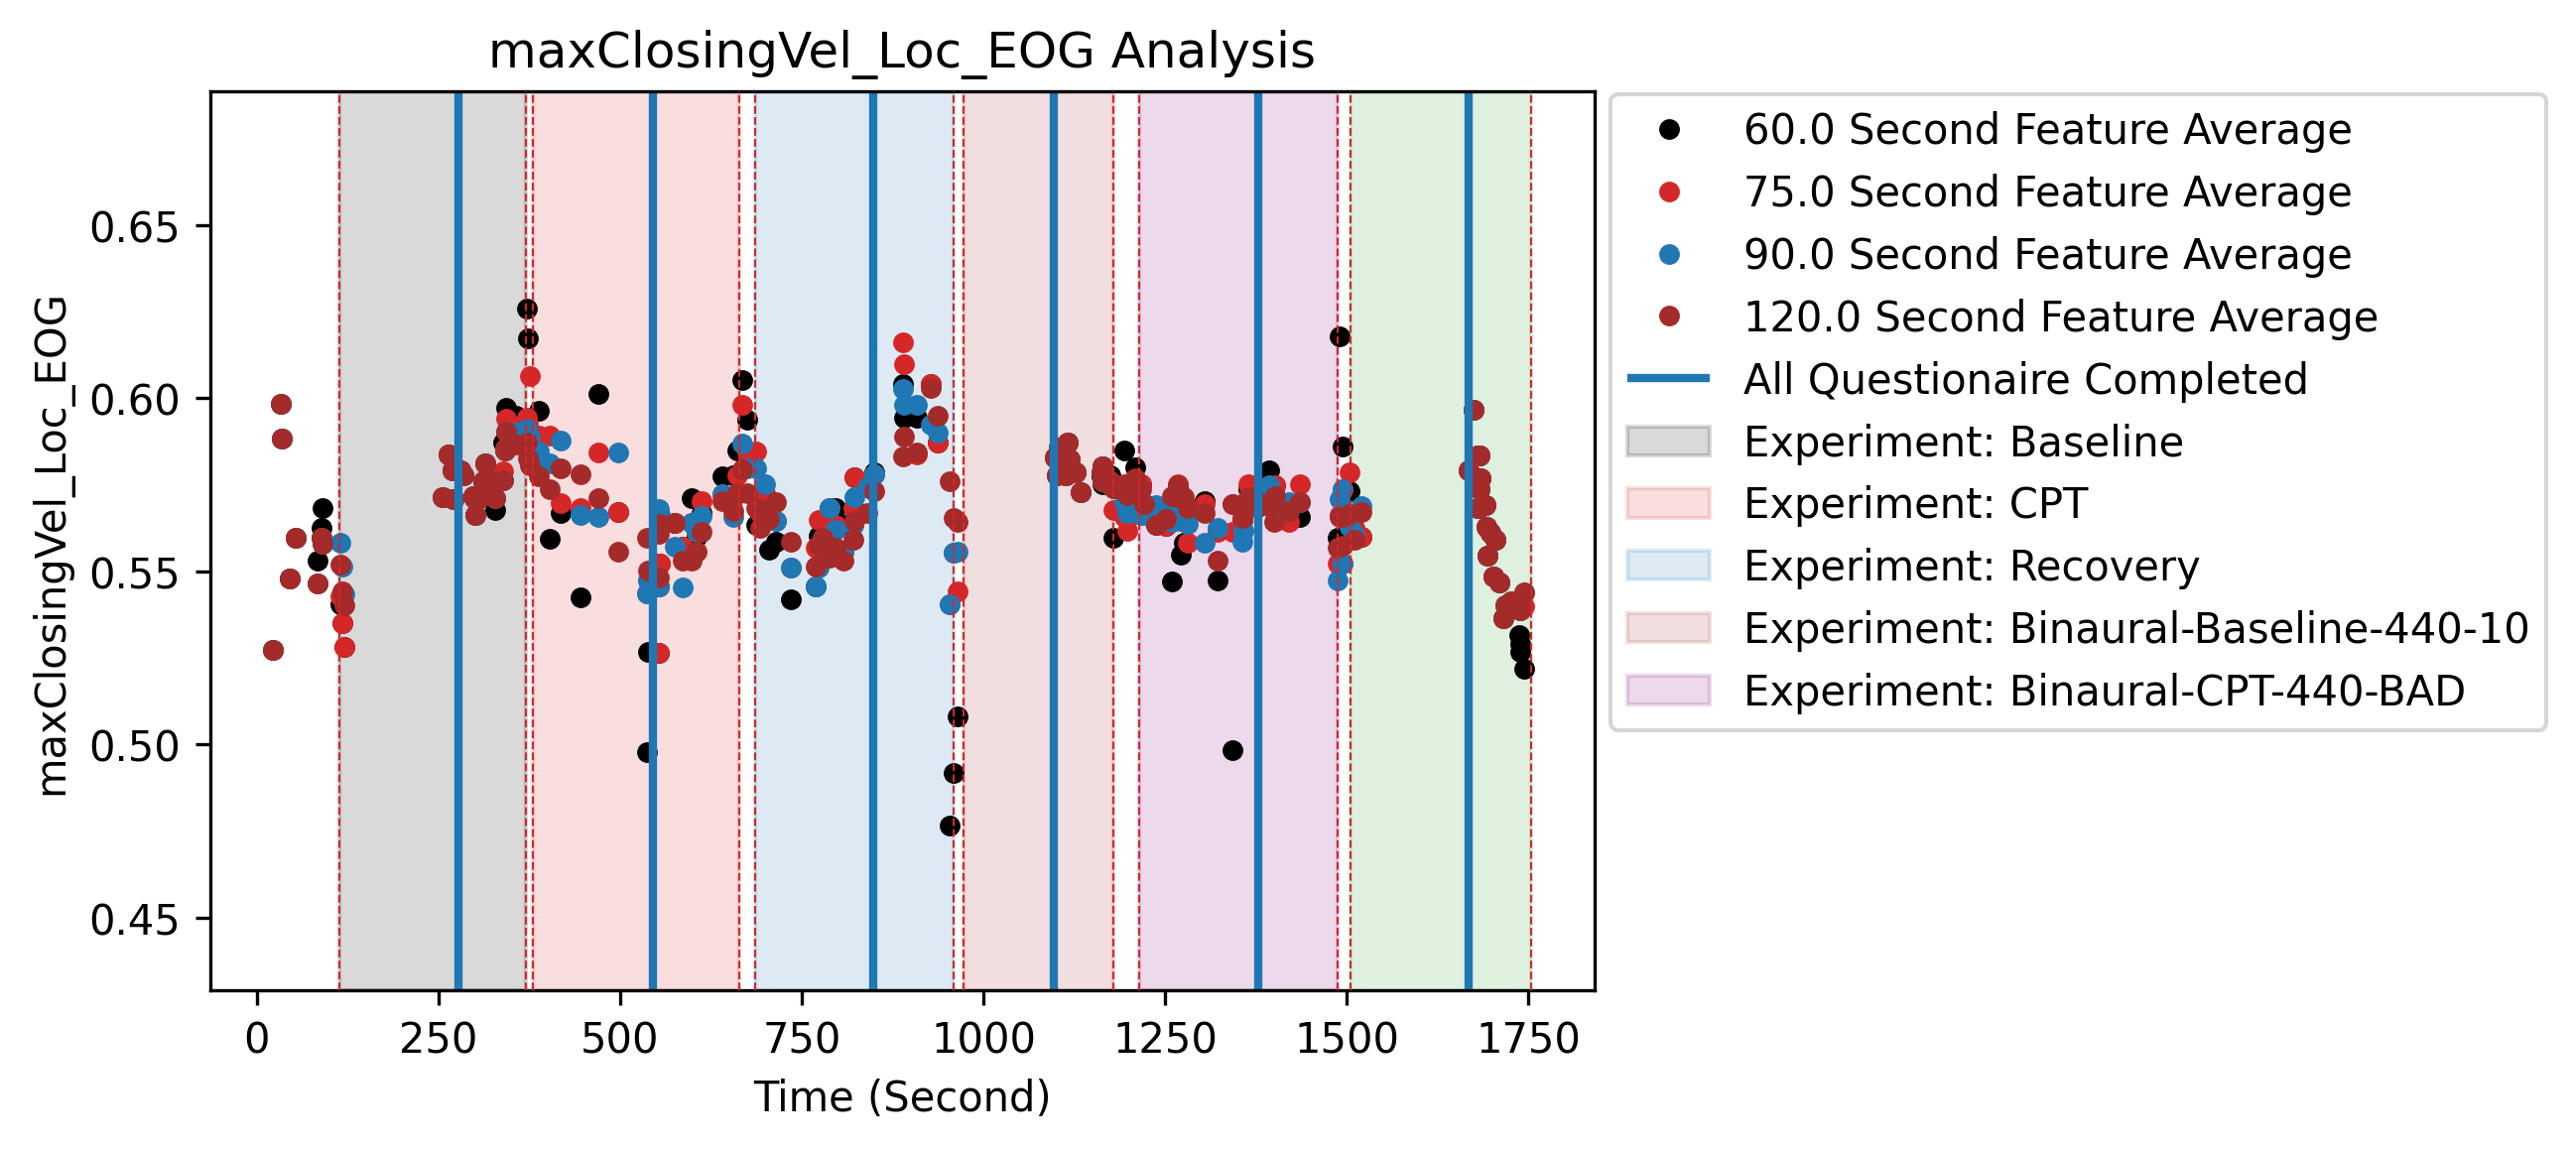 maxClosingVel_Loc_EOG Analysis
maxClosingVel_Loc_EOG
0.65
0.60
0.55
0.50
0.45
0 250 500 750 1000 1250 1500 1750
Time (Second)
60.0 Second Feature Average
75.0 Second Feature Average
90.0 Second Feature Average
120.0 Second Feature Average
All Questionaire Completed
Experiment: Baseline
Experiment: CPT
Experiment: Recovery
Experiment: Binaural-Baseline-440-10
Experiment: Binaural-CPT-440-BAD